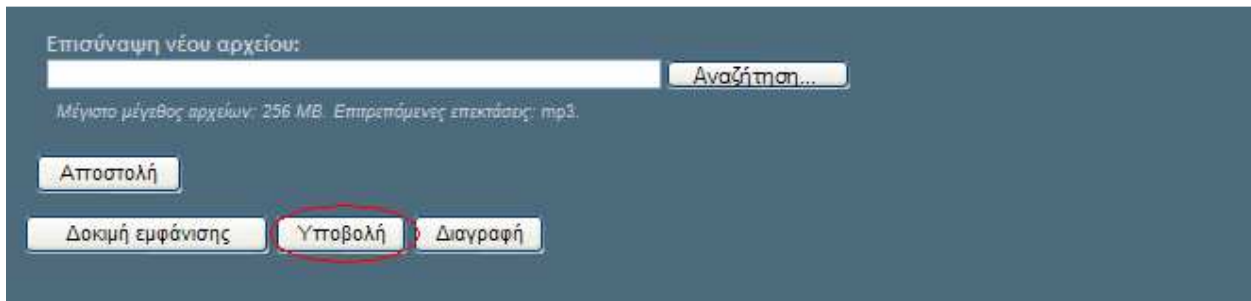 Επισύναψη νέου αρχείου:
Αναζήτηση...
Μέγιστο μέγεθος αρχείων: 256 MB. Επιτρεπόμενες επεκτάσεις: mp3.
Αποστολή
Δοκιμή εμφάνισης Υποβολή Διαγραφή